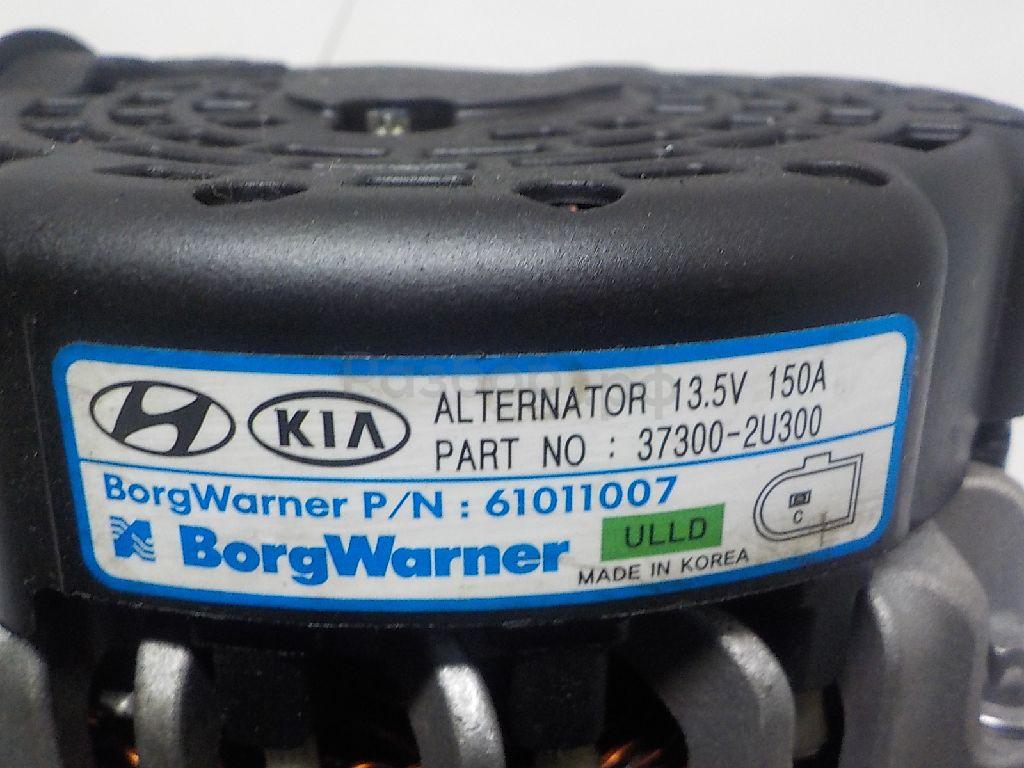 KIA
ALTERNATOR 13.5V 150A
PART NO : 37300-2U300
BorgWarner P/N : 61011007
BorgWarner
ULLD
MADE IN KOREA
C